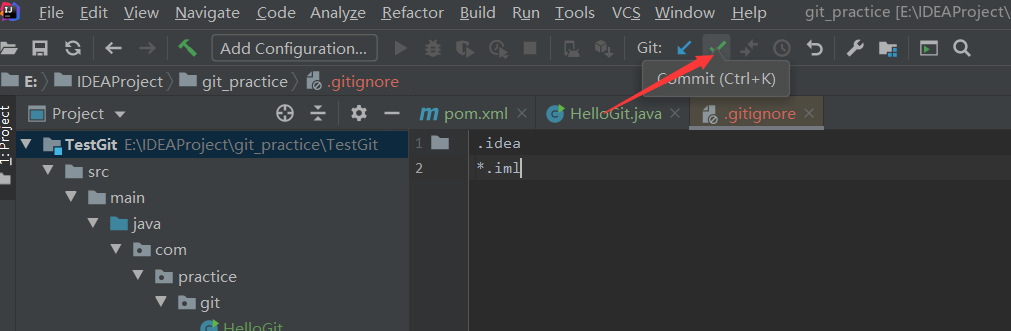 File Edit View Navigate Code Analyze Refactor Build Run Tools VCS Window Help git_practice [E:\IDEAProject\
Add Configuration... Git:
E: IDEAProject git_practice .gitignore
Commit (Ctrl+K)
Project pom.xml HelloGit.java .gitignore
1: Project
TestGit E:\IDEAProject\git_practice\TestGit
1 .idea
2 *.iml
src
main
java
com
practice
git
HelloGit